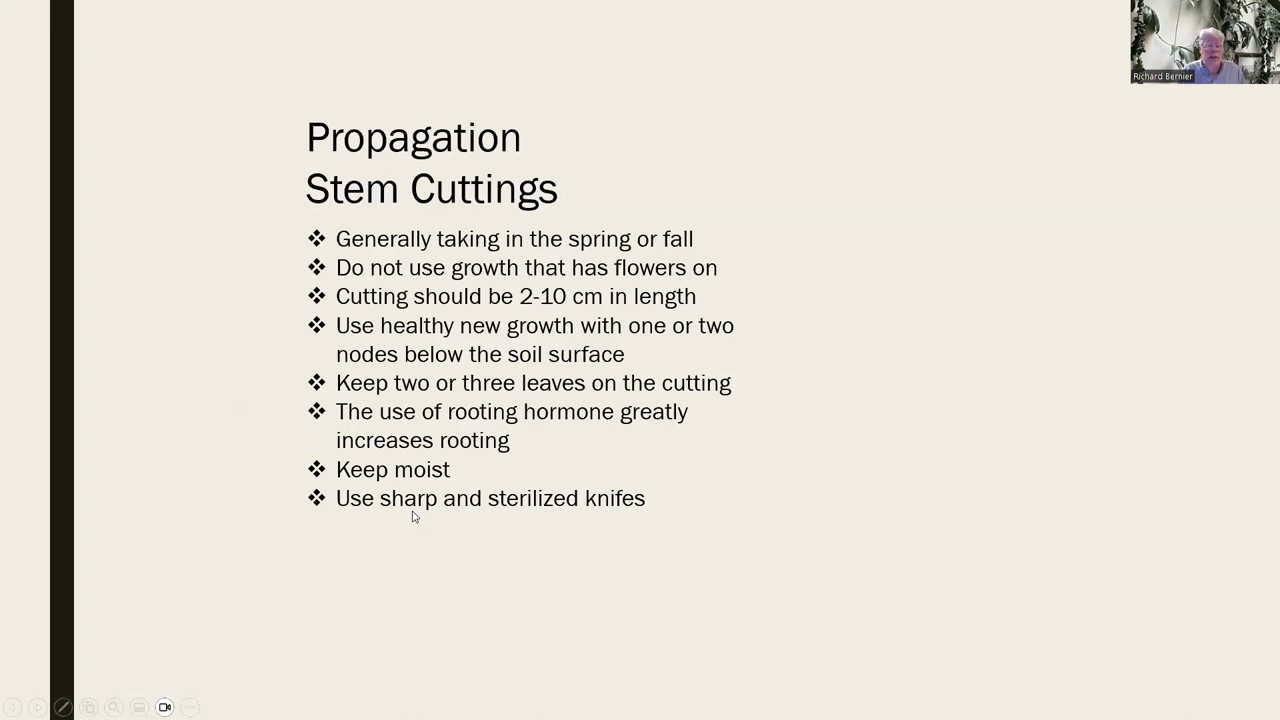 Richard Bernier
Propagation
Stem Cuttings
❖ Generally taking in the spring or fall
❖ Do not use growth that has flowers on
❖ Cutting should be 2-10 cm in length
❖ Use healthy new growth with one or two
nodes below the soil surface
❖ Keep two or three leaves on the cutting
❖ The use of rooting hormone greatly
increases rooting
❖ Keep moist
❖ Use sharp and sterilized knifes